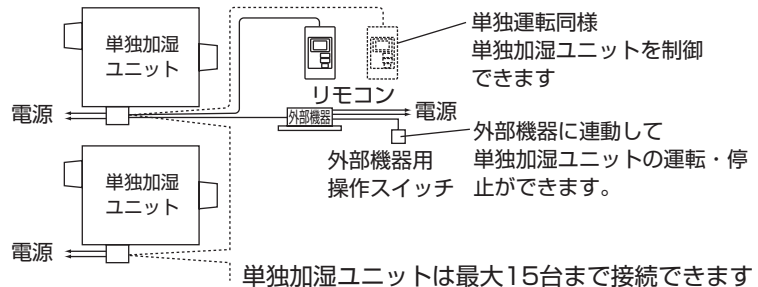 単独加湿
ユニット
電源
リモコン
単独運転同様
単独加湿ユニットを制御
できます
外部機器
電源
外部機器用
操作スイッチ
外部機器に連動して
単独加湿ユニットの運転・停
止ができます。
単独加湿
ユニット
電源
単独加湿ユニットは最大15台まで接続できます